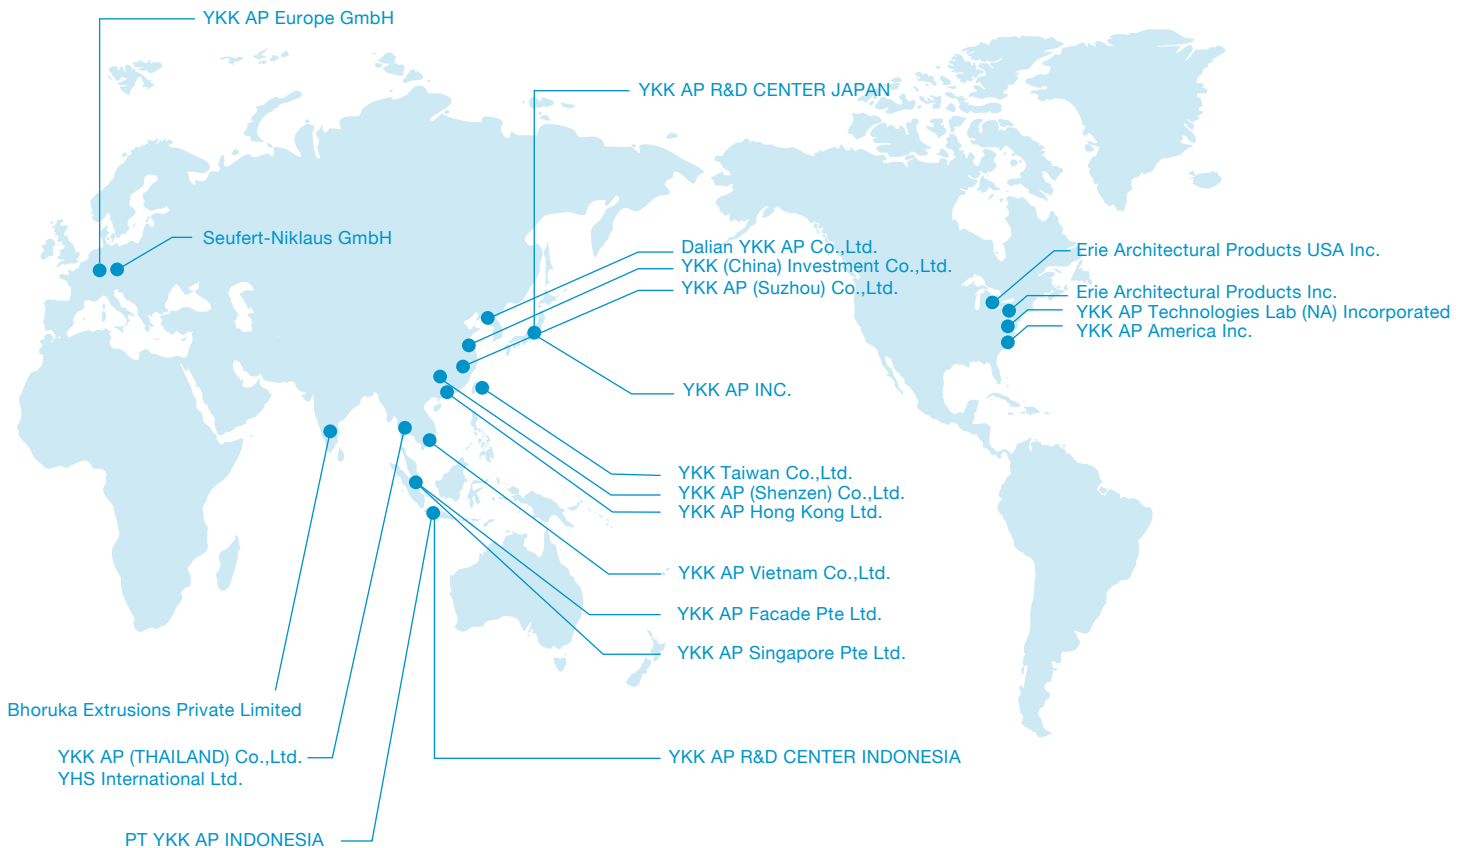 YKK AP Europe GmbH
YKK AP R&D CENTER JAPAN
Seufert-Niklaus GmbH
Dalian YKK AP Co.,Ltd.
YKK (China) Investment Co.,Ltd.
YKK AP (Suzhou) Co.,Ltd.
Erie Architectural Products USA Inc.
Erie Architectural Products Inc.
YKK AP Technologies Lab (NA) Incorporated
YKK AP America Inc.
YKK AP INC.
YKK Taiwan Co.,Ltd.
YKK AP (Shenzen) Co.,Ltd.
YKK AP Hong Kong Ltd.
YKK AP Vietnam Co.,Ltd.
YKK AP Facade Pte Ltd.
YKK AP Singapore Pte Ltd.
Bhoruka Extrusions Private Limited
YKK AP (THAILAND) Co.,Ltd.
YHS International Ltd.
YKK AP R&D CENTER INDONESIA
PT YKK AP INDONESIA